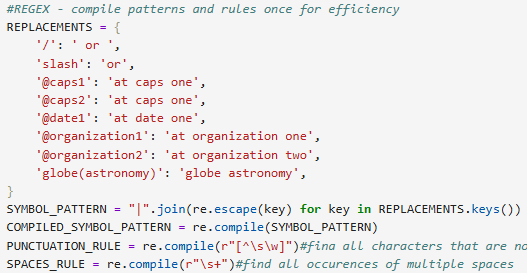 #REGEX - compile patterns and rules once for efficiency
REPLACEMENTS = {
'/': ' or ',
'slash': 'or',
'@caps1': 'at caps one',
'@caps2': 'at caps one',
'@date1': 'at date one',
'@organization1': 'at organization one',
'@organization2': 'at organization two',
'globe(astronomy)': 'globe astronomy',
}
SYMBOL_PATTERN = "|".join(re.escape(key) for key in REPLACEMENTS.keys())
COMPILED_SYMBOL_PATTERN = re.compile(SYMBOL_PATTERN)
PUNCTUATION_RULE = re.compile(r"[^\s\w]")#fina all characters that are no
SPACES_RULE = re.compile(r"\s+")#find all occurences of multiple spaces